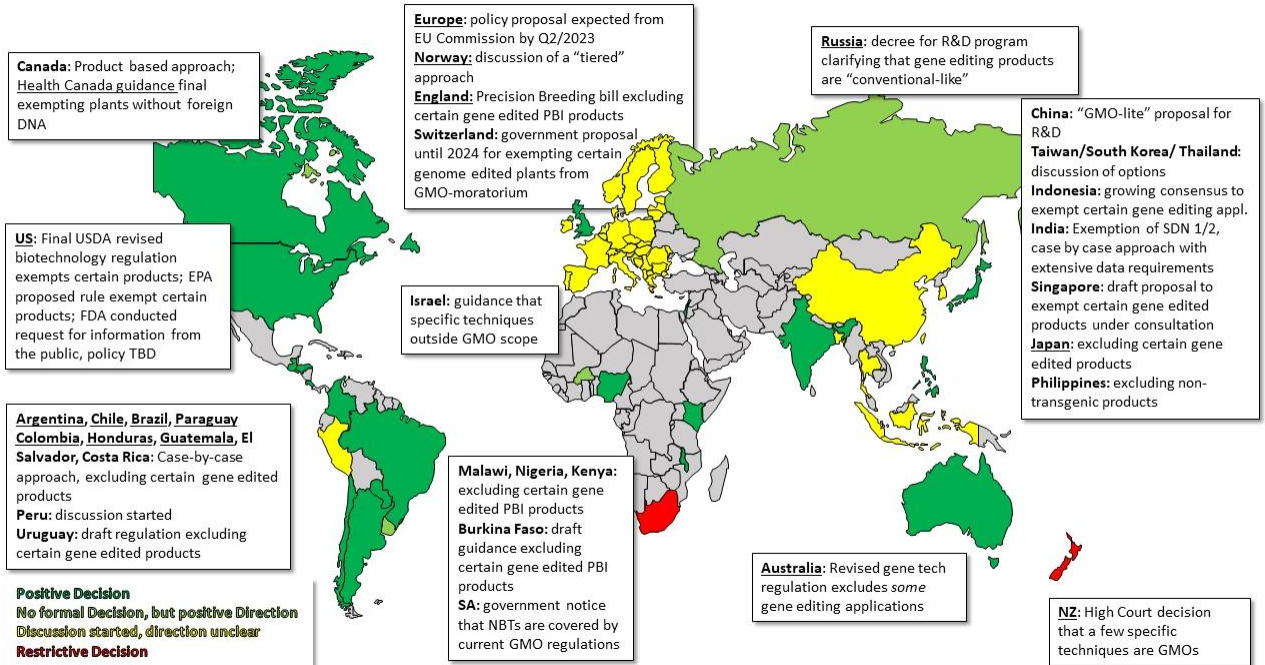 Canada: Product based approach;
Health Canada guidance final
exempting plants without foreign
DNA
Europe: policy proposal expected from
EU Commission by Q2/2023
Norway: discussion of a “tiered”
approach
England: Precision Breeding bill excluding
certain gene edited PBI products
Switzerland: government proposal
until 2024 for exempting certain
genome edited plants from
GMO-moratorium
Russia: decree for R&D program
clarifying that gene editing products
are “conventional-like”
China: “GMO-lite” proposal for
R&D
Taiwan/South Korea/ Thailand:
discussion of options
Indonesia: growing consensus to
exempt certain gene editing appl.
India: Exemption of SDN 1/2,
case by case approach with
extensive data requirements
Singapore: draft proposal to
exempt certain gene edited
products under consultation
Japan: excluding certain gene
edited products
Philippines: excluding non-
transgenic products
US: Final USDA revised
biotechnology regulation
exempts certain products; EPA
proposed rule exempt certain
products; FDA conducted
request for information from
the public, policy TBD
Israel: guidance that
specific techniques
outside GMO scope
Argentina, Chile, Brazil, Paraguay
Colombia, Honduras, Guatemala, El
Salvador, Costa Rica: Case-by-case
approach, excluding certain gene edited
products
Peru: discussion started
Uruguay: draft regulation excluding
certain gene edited products
Malawi, Nigeria, Kenya:
excluding certain gene
edited PBI products
Burkina Faso: draft
guidance excluding
certain gene edited PBI
products
SA: government notice
that NBTs are covered by
current GMO regulations
Australia: Revised gene tech
regulation excludes some
gene editing applications
NZ: High Court decision
that a few specific
techniques are GMOs
Positive Decision
No formal Decision, but positive Direction
Discussion started, direction unclear
Restrictive Decision